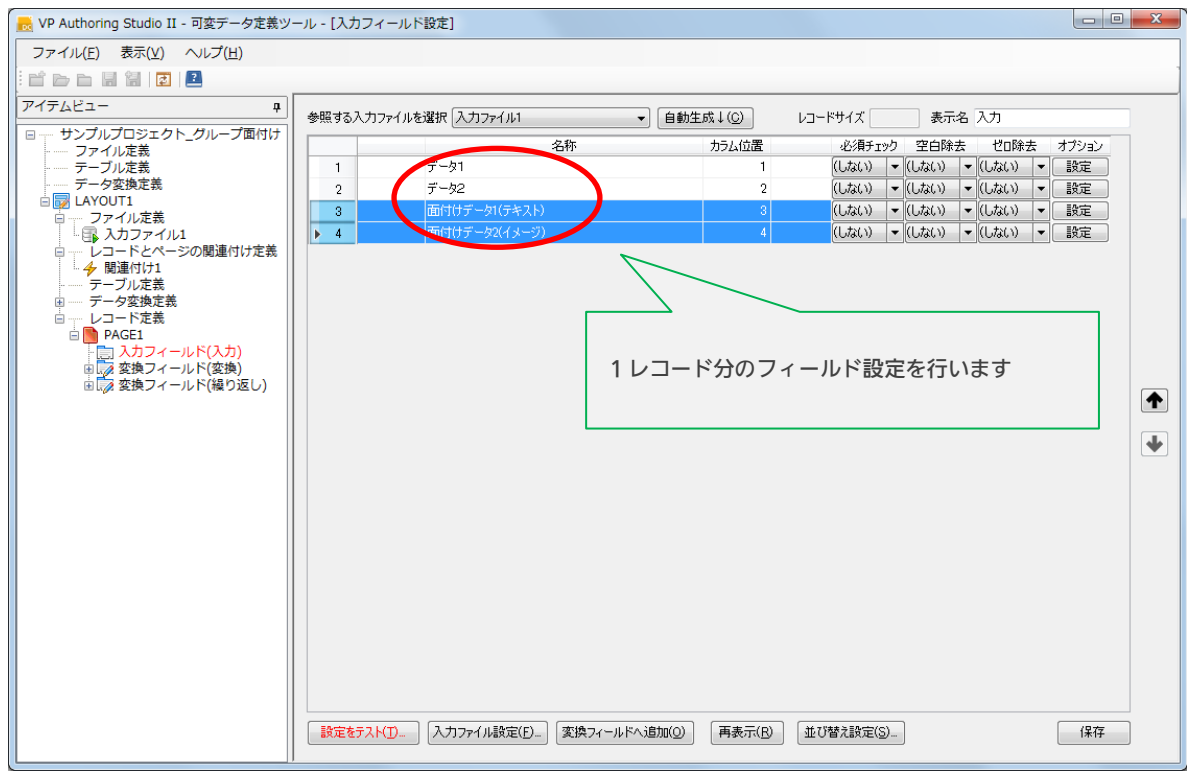 VP Authoring Studio II - 可変データ定義ツール - [入力フィールド設定]
ファイル(F) 表示(V) ヘルプ(H)
アイテムビュー
サンプルプロジェクト_グループ面付け
ファイル定義
テーブル定義
データ変換定義
LAYOUT1
ファイル定義
入力ファイル1
レコードとページの関連付け定義
関連付け1
テーブル定義
データ変換定義
レコード定義
PAGE1
入力フィールド(入力)
変換フィールド(変換)
変換フィールド(繰り返し)
参照する入力ファイルを選択 入力ファイル1 自動生成↓(C) レコードサイズ 表示名 入力
名称 カラム位置 必須チェック 空白除去 ゼロ除去 オプション
1 データ1 1 (しない) (しない) (しない) 設定
2 データ2 2 (しない) (しない) (しない) 設定
3 面付けデータ1(テキスト) 3 (しない) (しない) (しない) 設定
4 面付けデータ2(イメージ) 4 (しない) (しない) (しない) 設定
1レコード分のフィールド設定を行います
設定をテスト(T)... 入力ファイル設定(F)... 変換フィールドへ追加(O) 再表示(R) 並び替え設定(S)... 保存